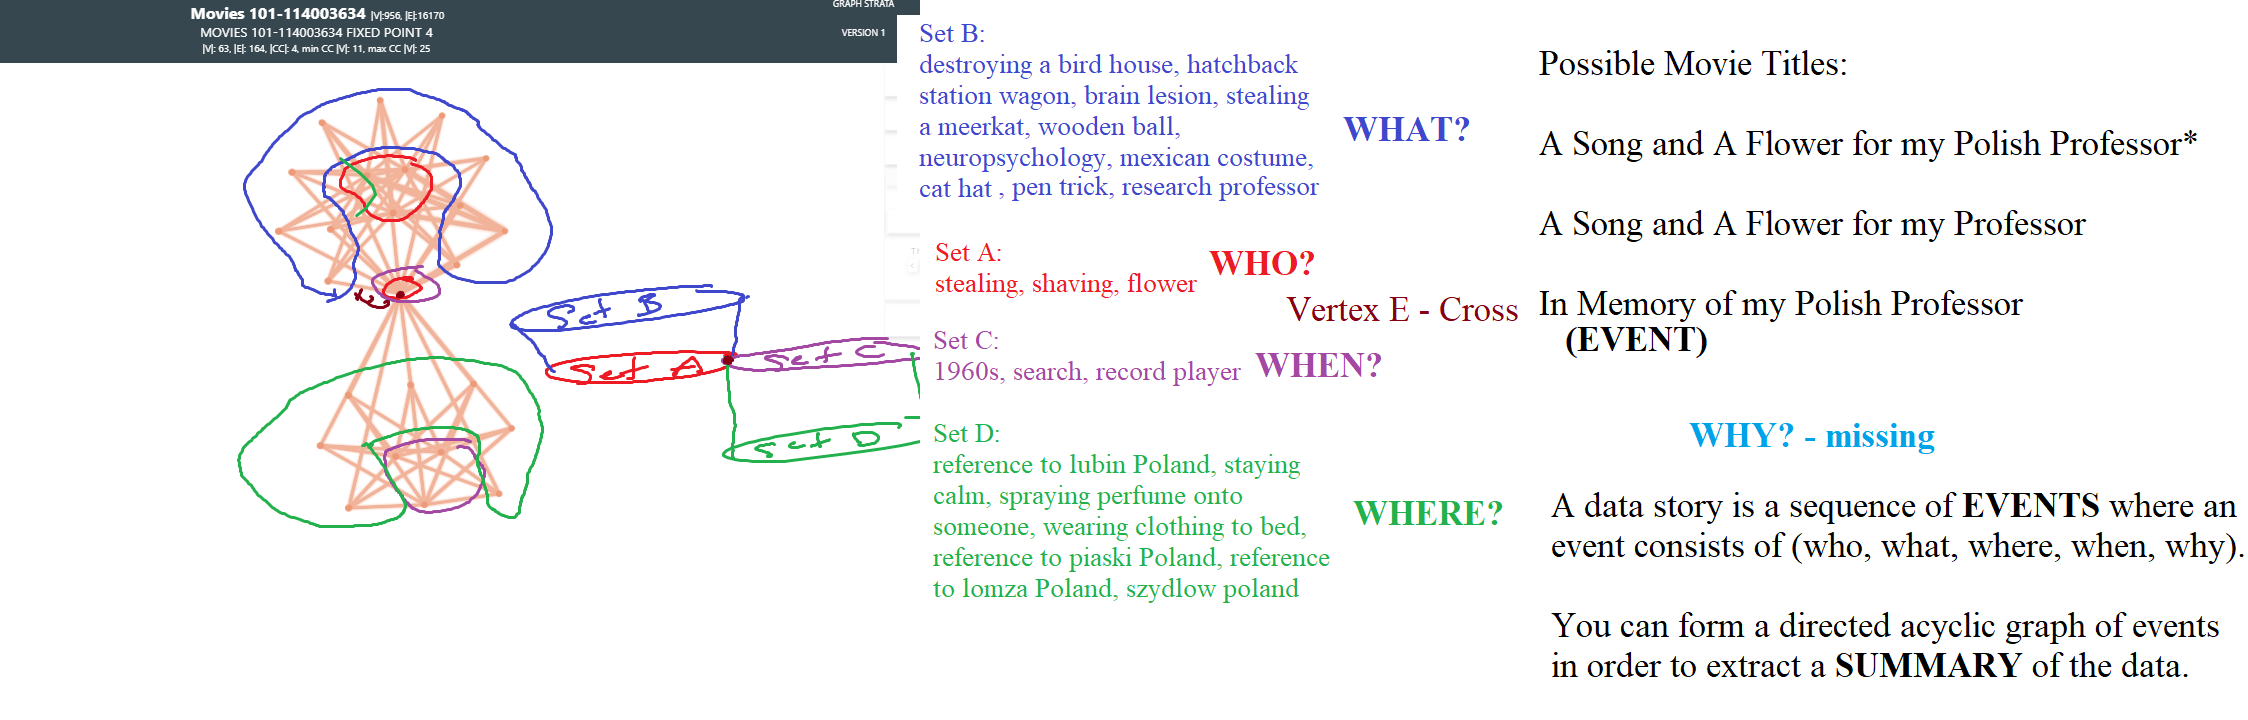 Movies 101-114003634 |V|:956, |E|:16170
MOVIES 101-114003634 FIXED POINT 4
|V|: 63, |E|: 164, |CC|: 4, min CC |V|: 11, max CC |V|: 25
GRAPH STRATA
VERSION 1
Set B
Set A
Set C
Set D
Set B:
destroying a bird house, hatchback
station wagon, brain lesion, stealing
a meerkat, wooden ball,
neuropsychology, mexican costume,
cat hat , pen trick, research professor
WHAT?
Set A:
stealing, shaving, flower
WHO?
Vertex E - Cross
Set C:
1960s, search, record player
WHEN?
Set D:
reference to lubin Poland, staying
calm, spraying perfume onto
someone, wearing clothing to bed,
reference to piaski Poland, reference
to lomza Poland, szydlow poland
WHERE?
Possible Movie Titles:
A Song and A Flower for my Polish Professor*
A Song and A Flower for my Professor
In Memory of my Polish Professor
(EVENT)
WHY? - missing
A data story is a sequence of EVENTS where an
event consists of (who, what, where, when, why).
You can form a directed acyclic graph of events
in order to extract a SUMMARY of the data.